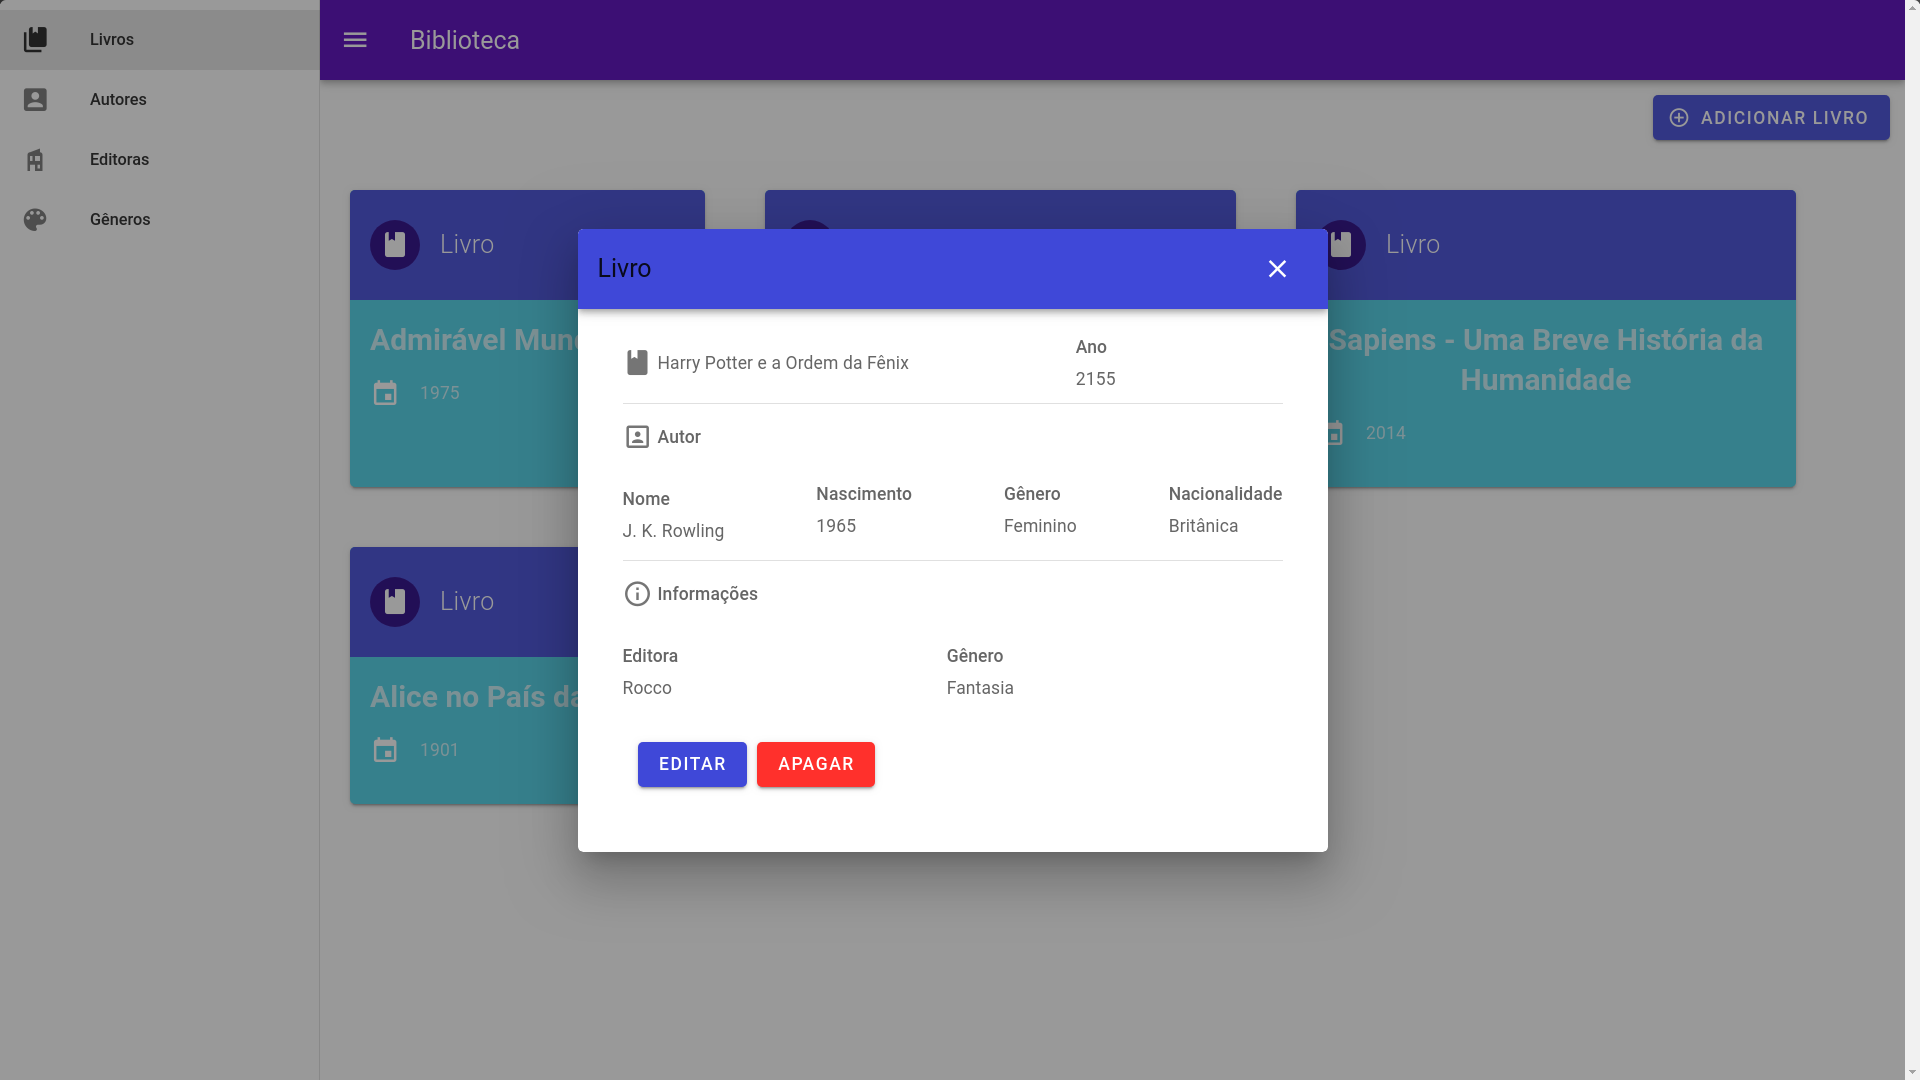 Livros
Autores
Editoras
Gêneros
Biblioteca
ADICIONAR LIVRO
Livro
Admirável
1975
Livro
Sapiens - Uma Breve História da
Humanidade
2014
Livro
Alice no País
1901
Livro
Harry Potter e a Ordem da Fênix
Ano
2155
Autor
Nome
J. K. Rowling
Nascimento
1965
Gênero
Feminino
Nacionalidade
Britânica
Informações
Editora
Rocco
Gênero
Fantasia
EDITAR
APAGAR